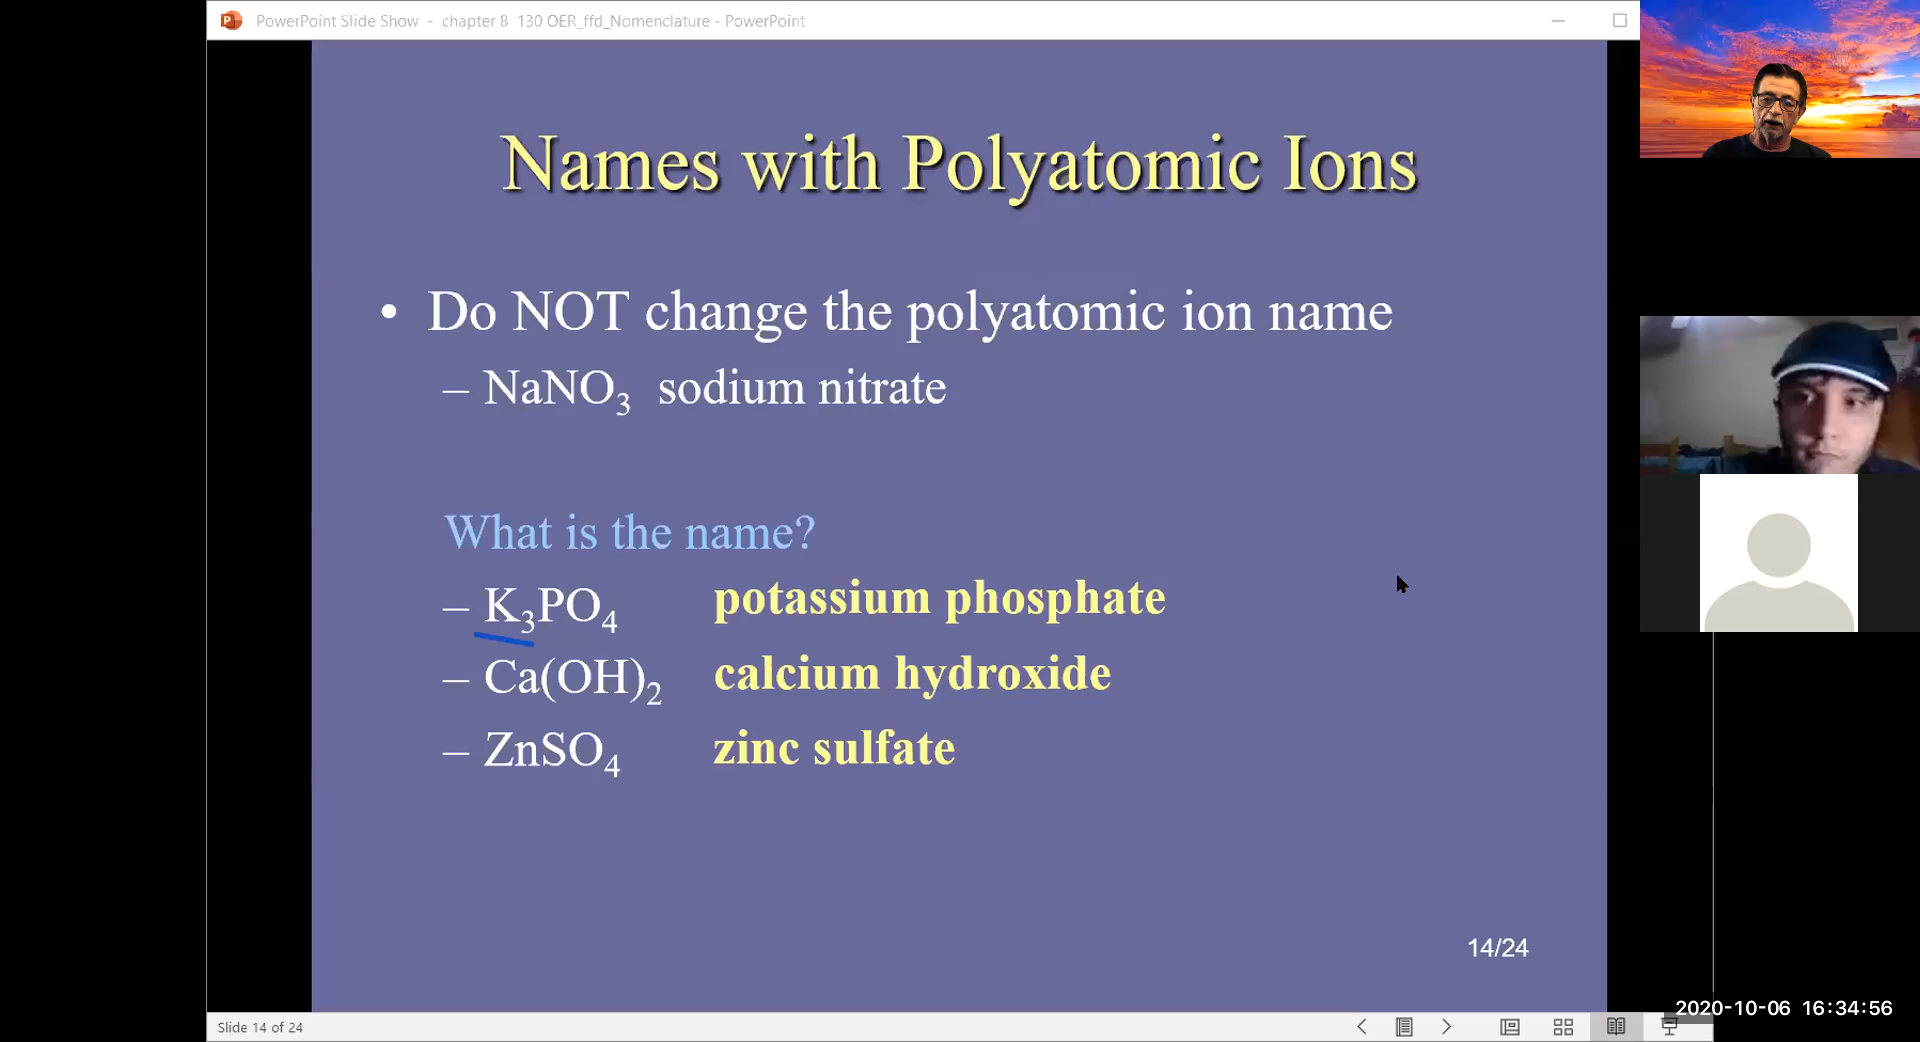 PowerPoint Slide Show - chapter 8 130 OER_ffd_Nomenclature - PowerPoint
Names with Polyatomic Ions
• Do NOT change the polyatomic ion name
– NaNO₃ sodium nitrate
What is the name?
– K₃PO₄ potassium phosphate
– Ca(OH)₂ calcium hydroxide
– ZnSO₄ zinc sulfate
14/24
Slide 14 of 24
2020-10-06 16:34:56